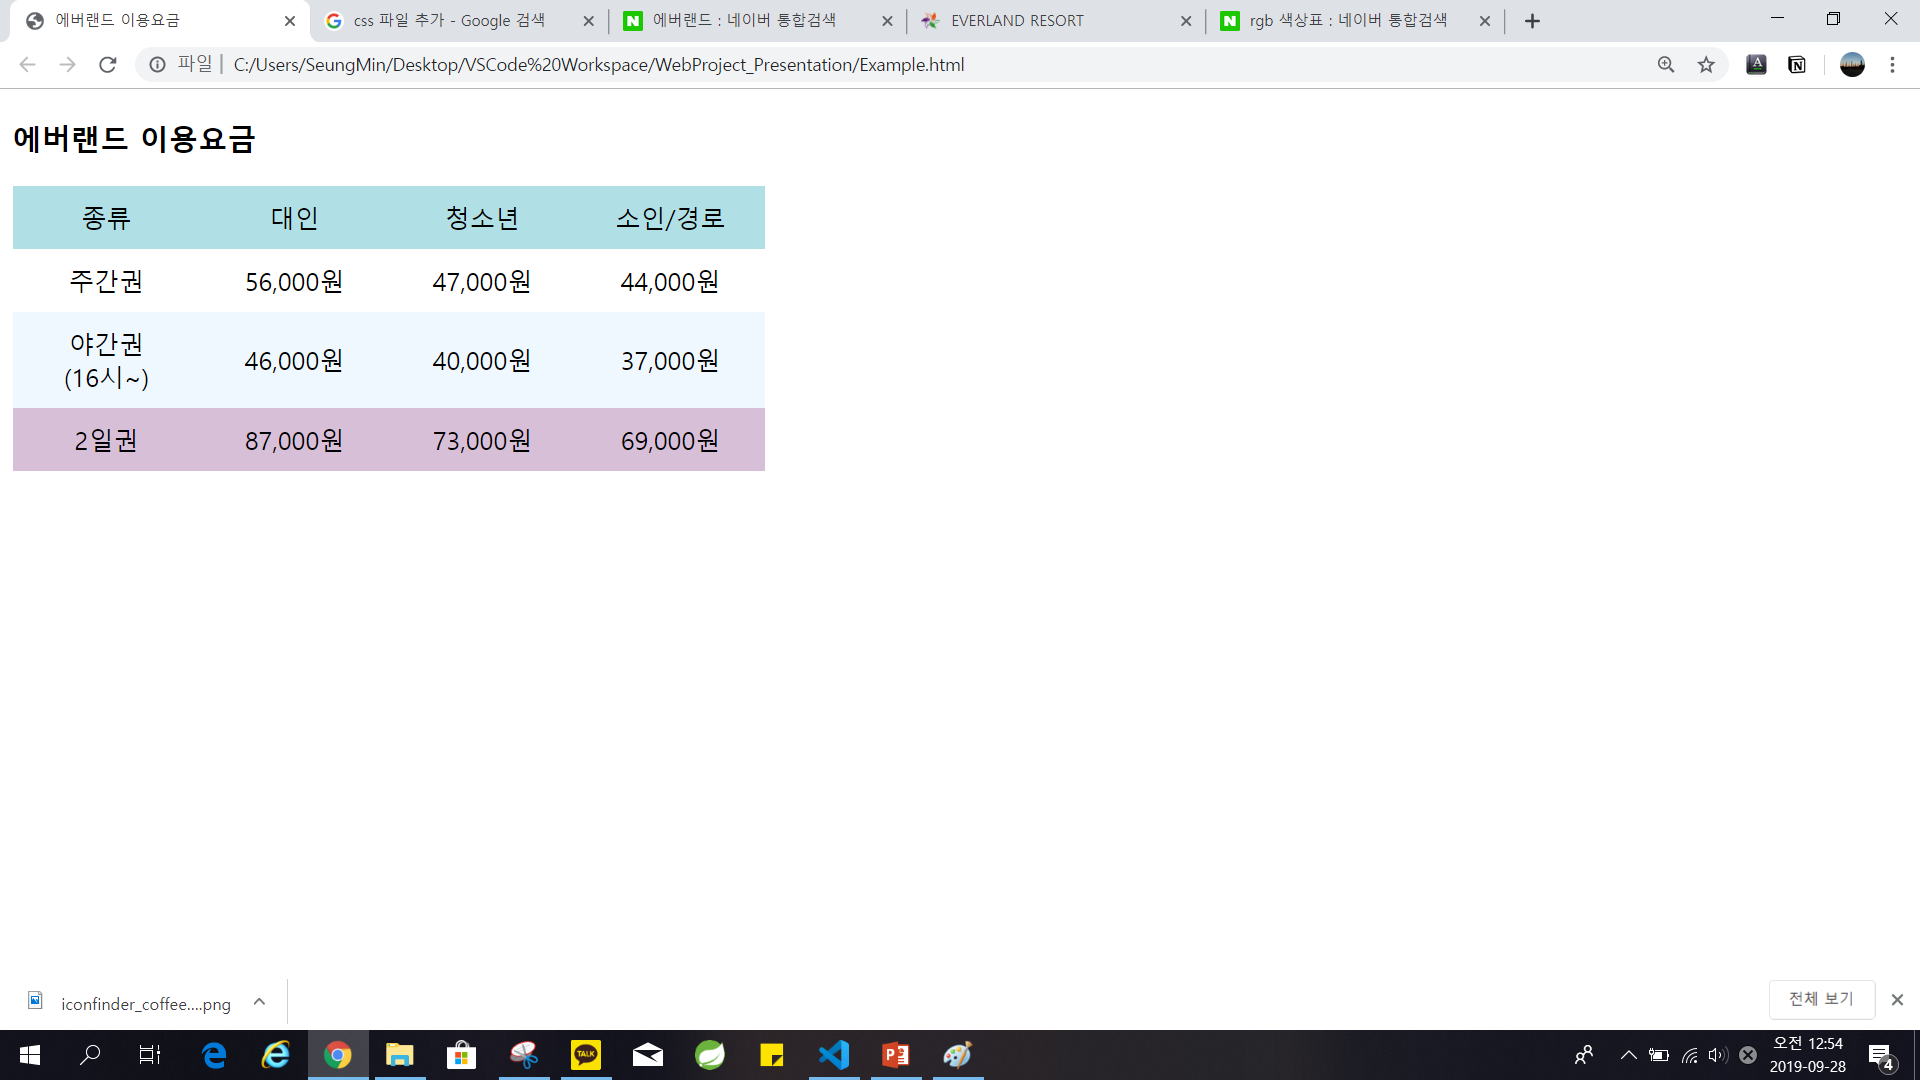 에버랜드 이용요금
css 파일 추가 - Google 검색
에버랜드 : 네이버 통합검색
EVERLAND RESORT
rgb 색상표 : 네이버 통합검색
파일 | C:/Users/SeungMin/Desktop/VSCode%20Workspace/WebProject_Presentation/Example.html
에버랜드 이용요금
종류 대인 청소년 소인/경로
주간권 56,000원 47,000원 44,000원
야간권
(16시~) 46,000원 40,000원 37,000원
2일권 87,000원 73,000원 69,000원
iconfinder_coffee....png
전체 보기
TALK
오전 12:54
2019-09-28
4